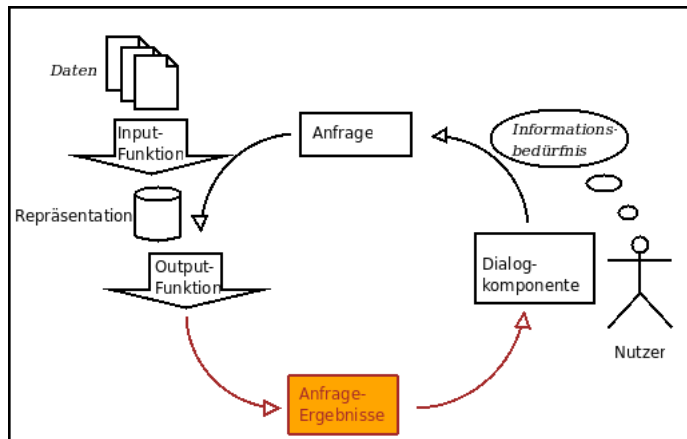 Daten
Input-
Funktion
Repräsentation
Output-
Funktion
Anfrage
Informations-
bedürfnis
Dialog-
komponente
Nutzer
Anfrage-
Ergebnisse